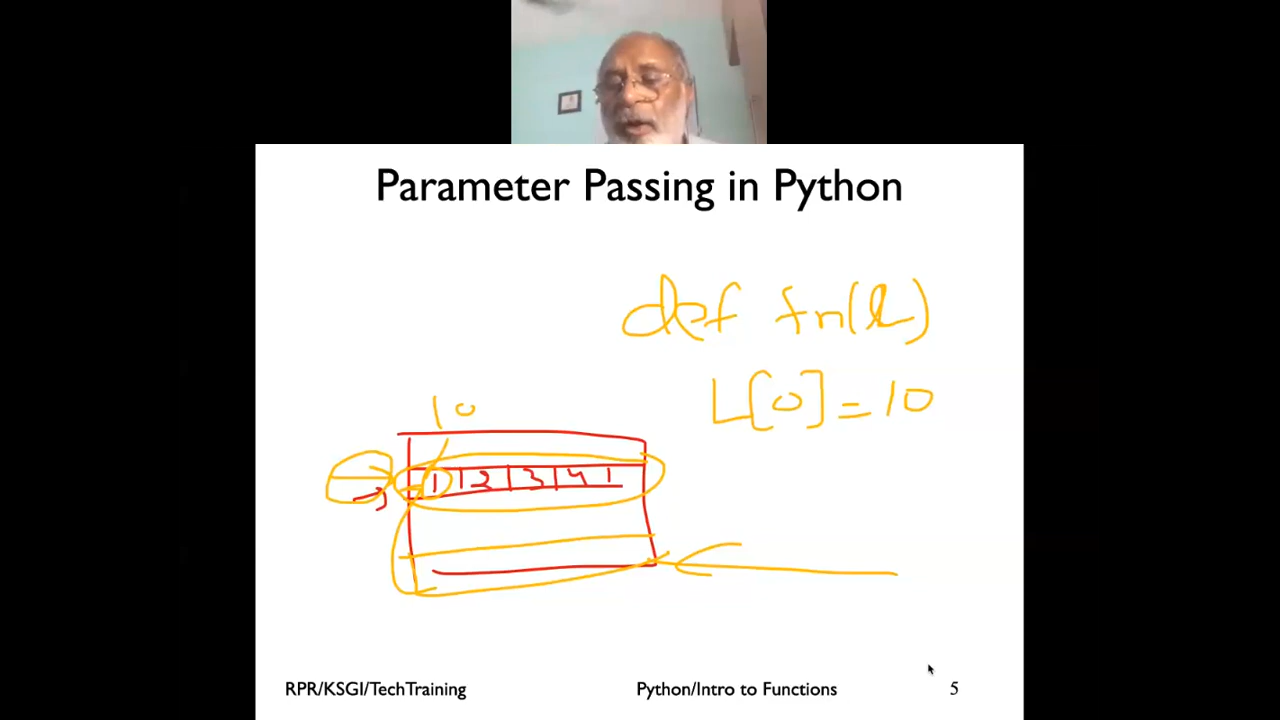 Parameter Passing in Python
def fn(L)
L[0]=10
10
1 2 3 4
RPR/KSGI/TechTraining
Python/Intro to Functions
5